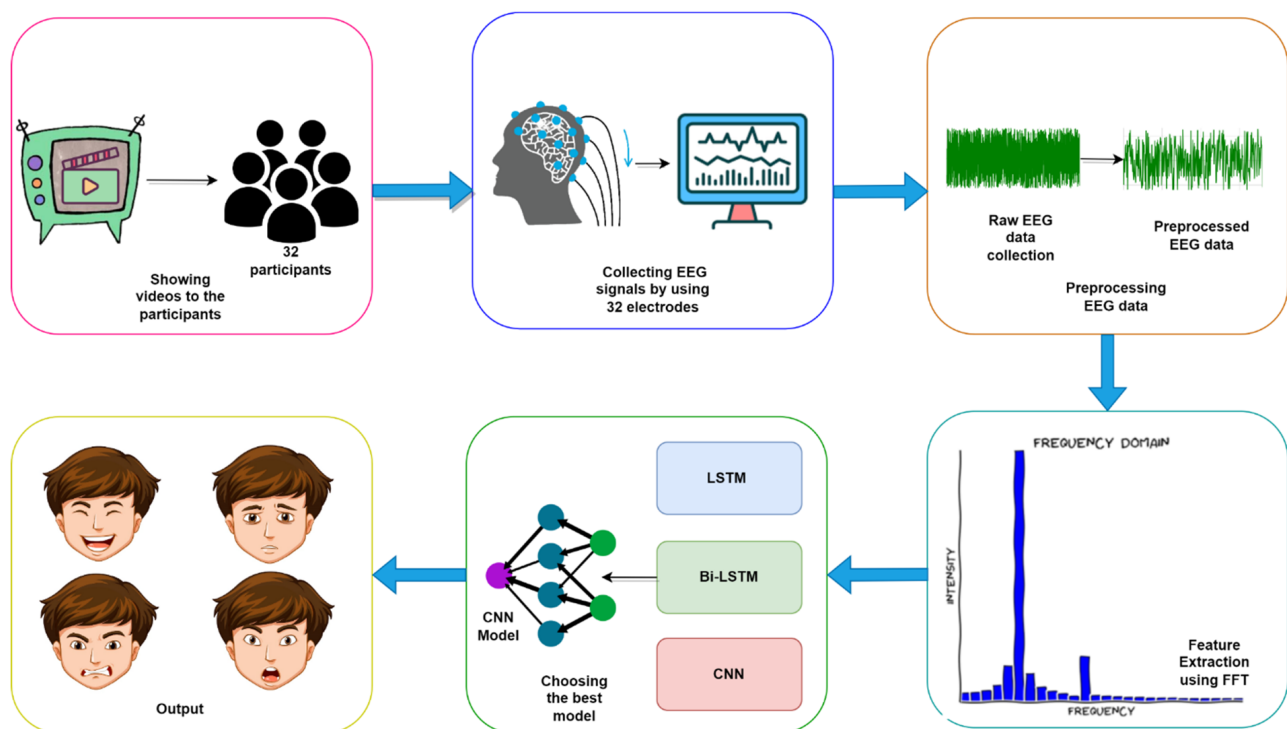 32
participants
Showing
videos to the
participants
Collecting EEG
signals by using
32 electrodes
Raw EEG
data
collection
Preprocessed
EEG data
Preprocessing
EEG data
FREQUENCY DOMAIN
INTENSITY
FREQUENCY
Feature
Extraction
using FFT
LSTM
Bi-LSTM
CNN
CNN
Model
Choosing
the best
model
Output